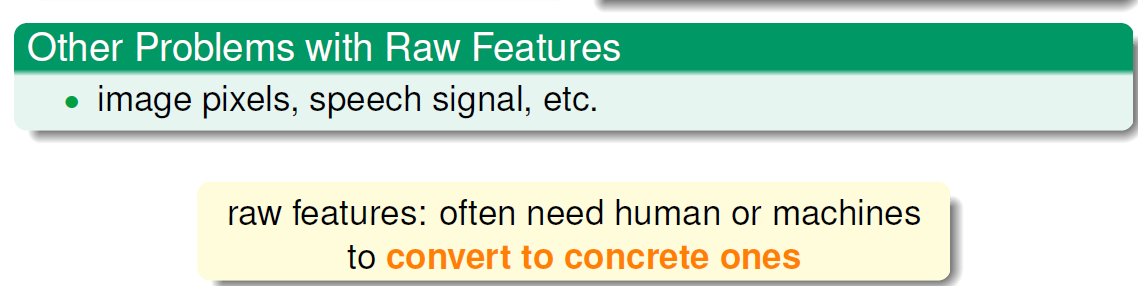 Other Problems with Raw Features
• image pixels, speech signal, etc.
raw features: often need human or machines
to convert to concrete ones